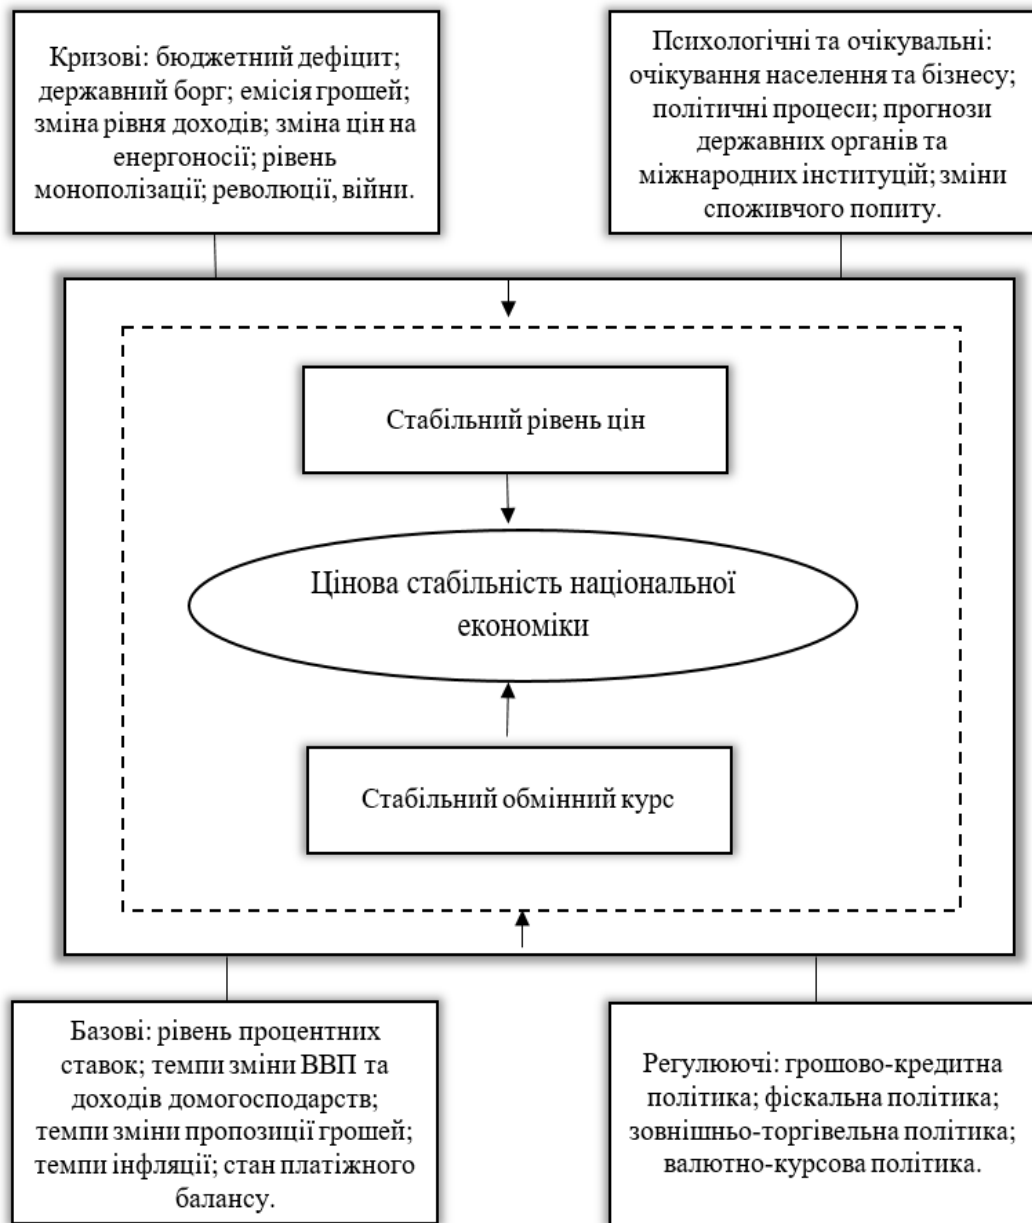 Кризові: бюджетний дефіцит;
державний борг; емісія грошей;
зміна рівня доходів; зміна цін на
енергоносії; рівень
монополізації; революції, війни.
Психологічні та очікувальні:
очікування населення та бізнесу;
політичні процеси; прогнози
державних органів та
міжнародних інституцій; зміни
споживчого попиту.
Стабільний рівень цін
Цінова стабільність національної
економіки
Стабільний обмінний курс
Базові: рівень процентних
ставок; темпи зміни ВВП та
доходів домогосподарств;
темпи зміни пропозиції грошей;
темпи інфляції; стан платіжного
балансу.
Регулюючі: грошово-кредитна
політика; фіскальна політика;
зовнішньо-торгівельна політика;
валютно-курсова політика.